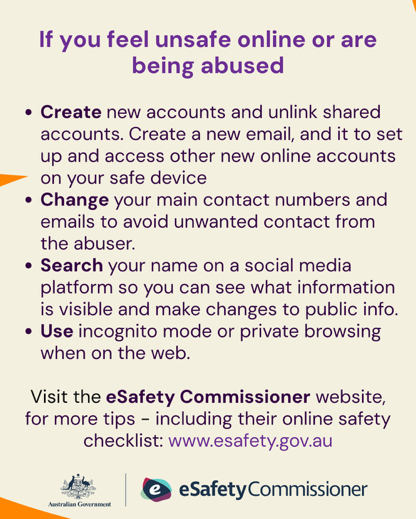 If you feel unsafe online or are
being abused
• Create new accounts and unlink shared
accounts. Create a new email, and it to set
up and access other new online accounts
on your safe device
• Change your main contact numbers and
emails to avoid unwanted contact from
the abuser.
• Search your name on a social media
platform so you can see what information
is visible and make changes to public info.
• Use incognito mode or private browsing
when on the web.
Visit the eSafety Commissioner website,
for more tips - including their online safety
checklist: www.esafety.gov.au
Australian Government
eSafetyCommissioner